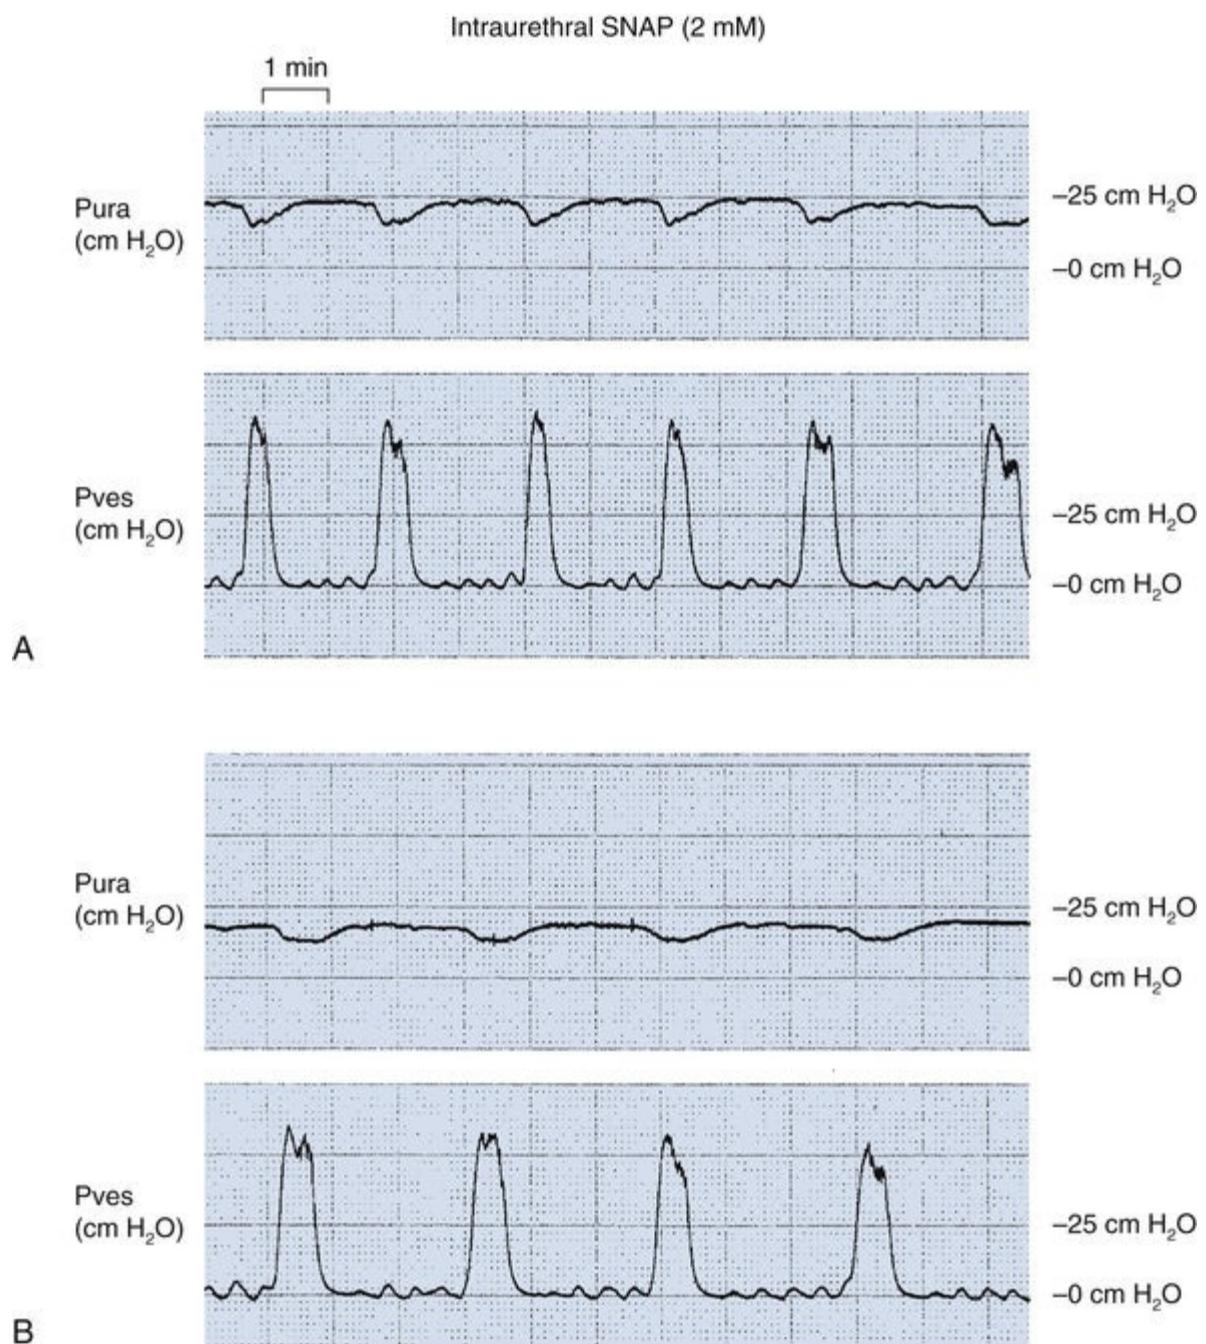 Intraurethral SNAP (2 mM)
1 min
Pura
(cm H₂O)
–25 cm H₂O
–0 cm H₂O
Pves
(cm H₂O)
–25 cm H₂O
–0 cm H₂O
A
Pura
(cm H₂O)
–25 cm H₂O
–0 cm H₂O
Pves
(cm H₂O)
–25 cm H₂O
–0 cm H₂O
B